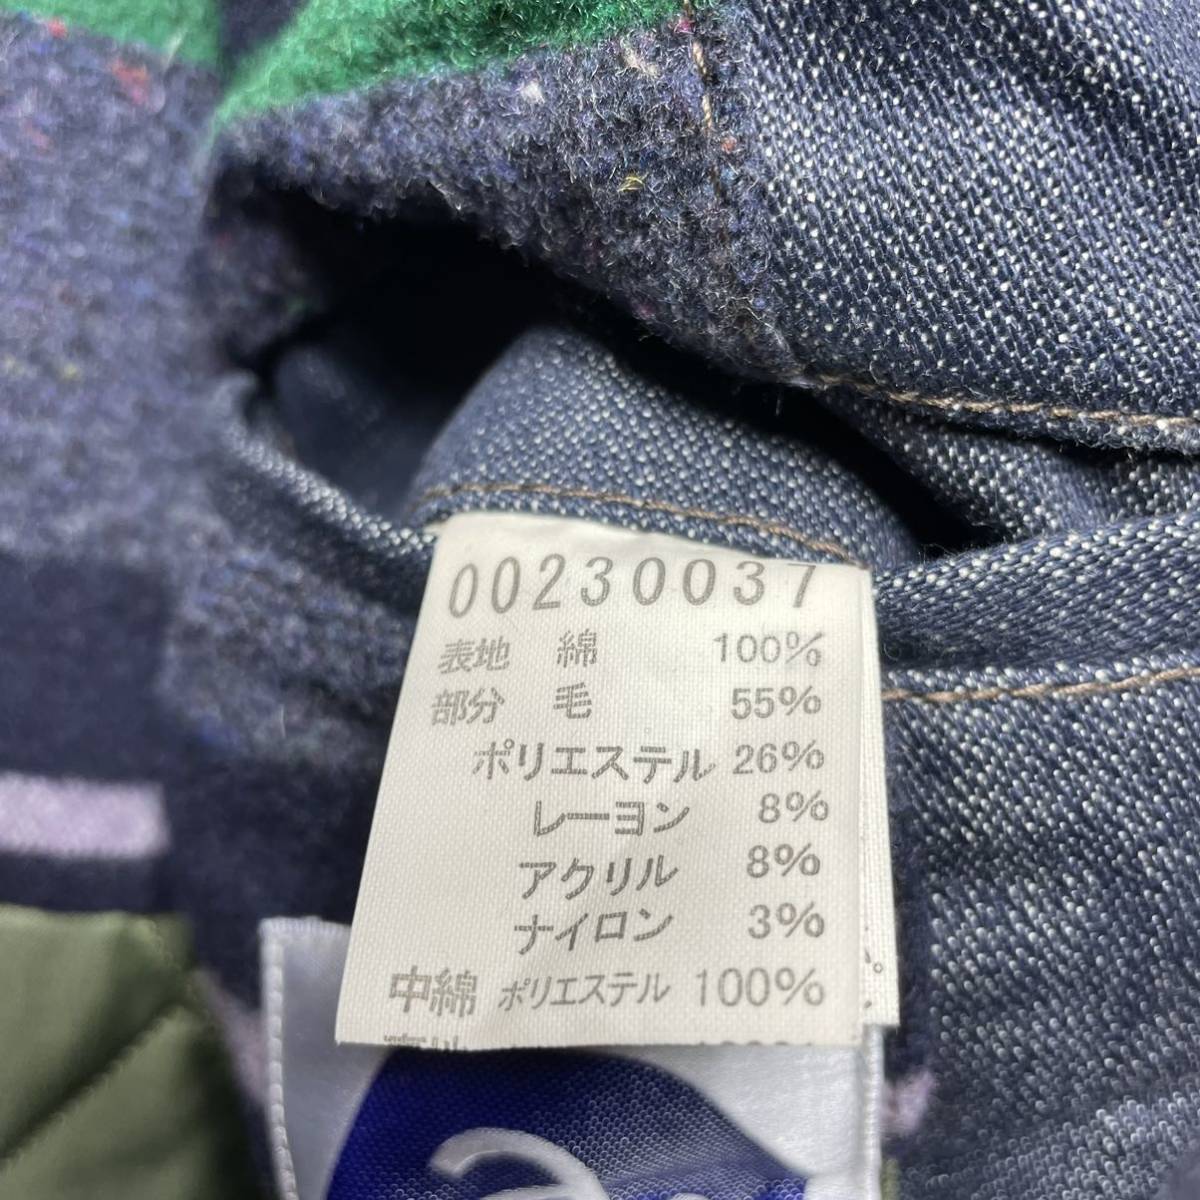 00230037
表地 綿 100%
部分 毛 55%
ポリエステル 26%
レーヨン 8%
アクリル 8%
ナイロン 3%
中綿 ポリエステル 100%